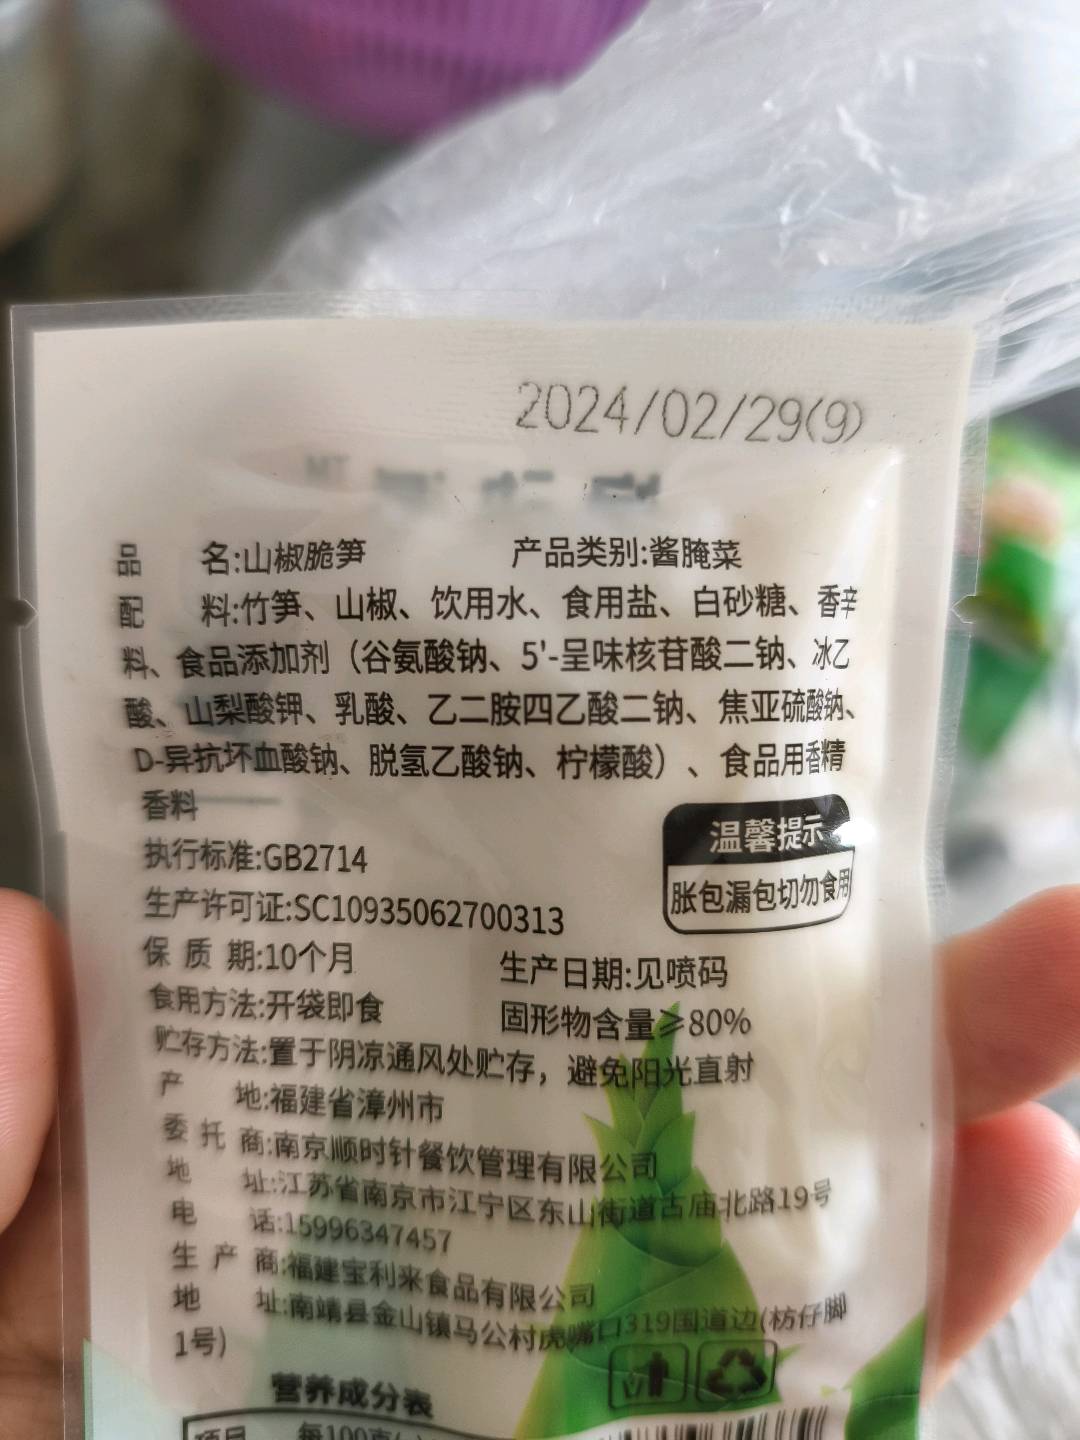 2024/02/29(9)
品 名:山椒脆笋 产品类别:酱腌菜
配 料:竹笋、山椒、饮用水、食用盐、白砂糖、香辛
料、食品添加剂（谷氨酸钠、5'-呈味核苷酸二钠、冰乙
酸、山梨酸钾、乳酸、乙二胺四乙酸二钠、焦亚硫酸钠、
D-异抗坏血酸钠、脱氢乙酸钠、柠檬酸）、食品用香精
香料
温馨提示
胀包漏包切勿食用
执行标准:GB2714
生产许可证:SC10935062700313
保 质 期:10个月 生产日期:见喷码
食用方法:开袋即食 固形物含量≥80%
贮存方法:置于阴凉通风处贮存，避免阳光直射
产 地:福建省漳州市
委 托 商:南京顺时针餐饮管理有限公司
地 址:江苏省南京市江宁区东山街道古庙北路19号
电 话:15996347457
生 产 商:福建宝利来食品有限公司
地 址:南靖县金山镇马公村虎嘴口319国道边(枋仔脚
1号)
营养成分表
项目 每100克